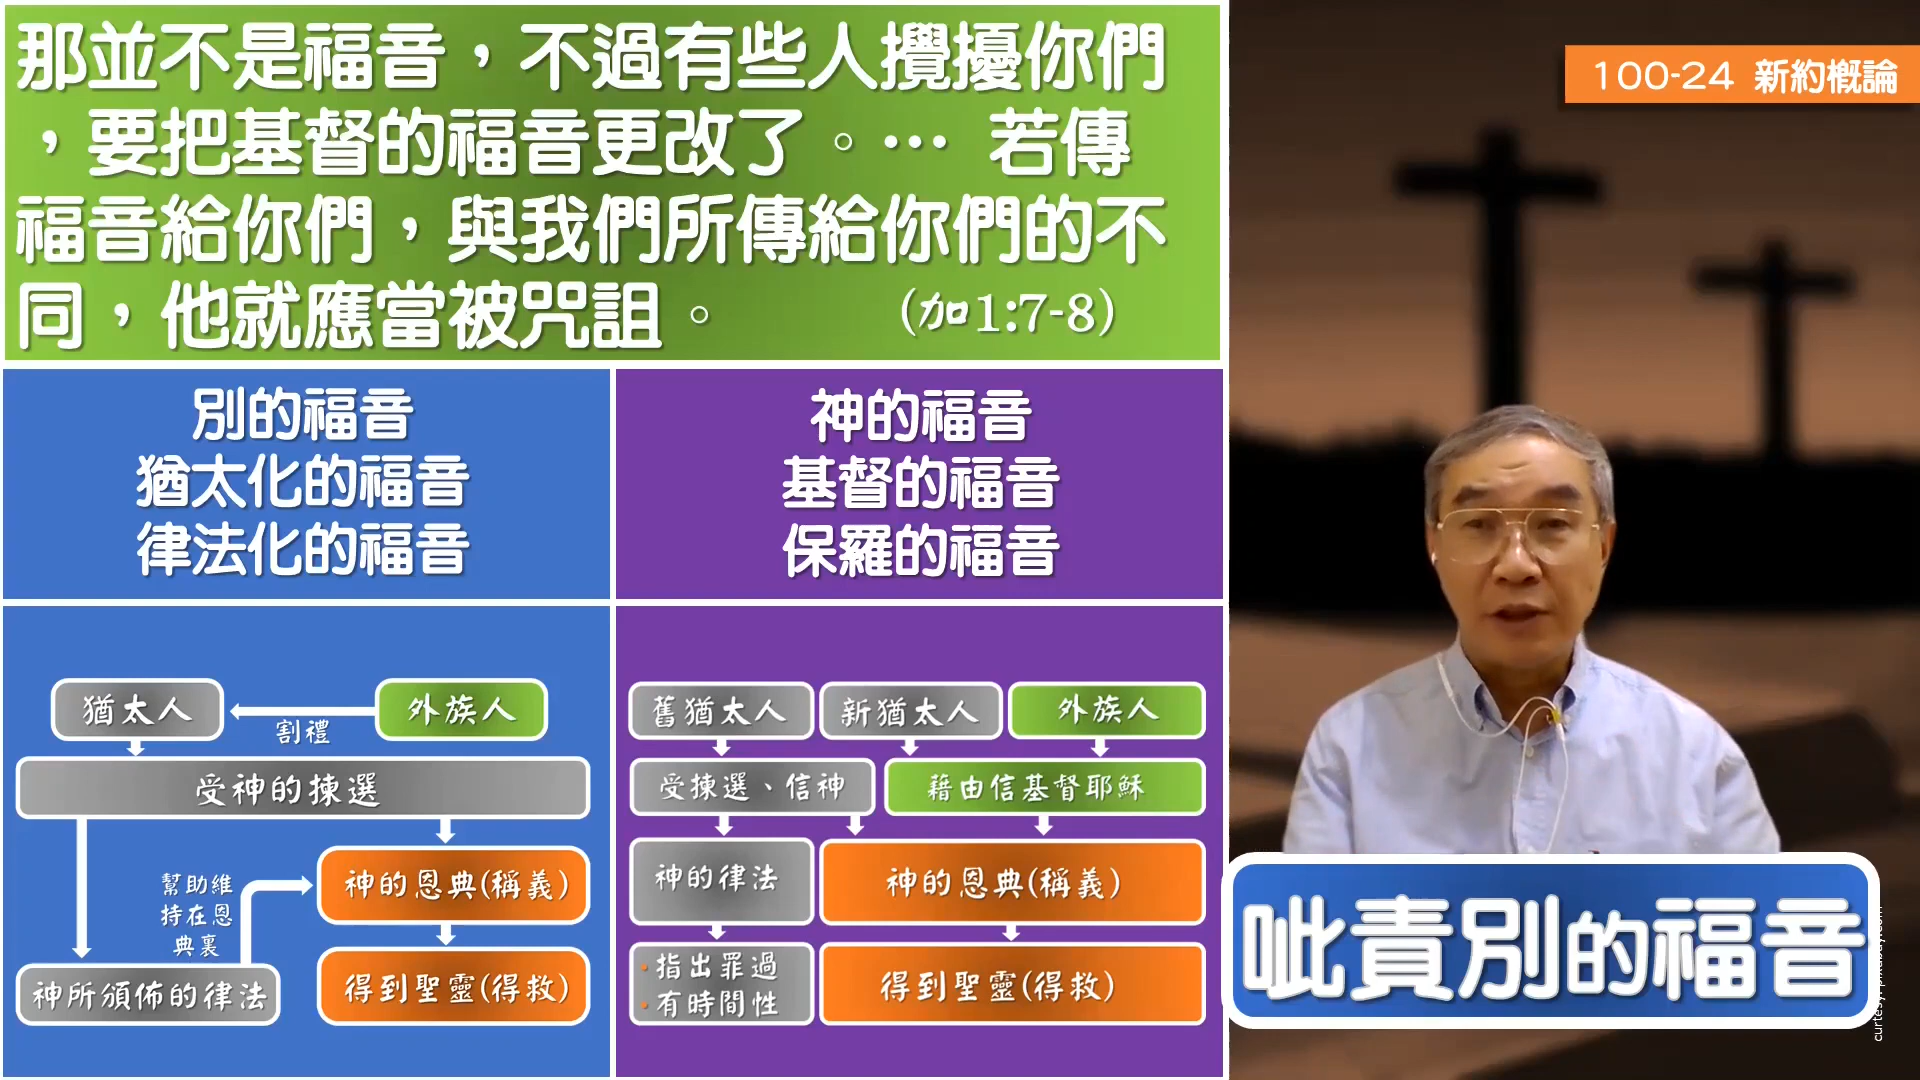 那並不是福音，不過有些人攪擾你們
，要把基督的福音更改了。… 若傳
福音給你們，與我們所傳給你們的不
同，他就應當被咒詛。 (加1:7-8)
100-24 新約概論
別的福音
猶太化的福音
律法化的福音
神的福音
基督的福音
保羅的福音
猶太人
割禮
外族人
受神的揀選
幫助維
持在恩
典裏
神的恩典(稱義)
神所頒佈的律法
得到聖靈(得救)
舊猶太人
新猶太人
外族人
受揀選、信神
藉由信基督耶穌
神的律法
神的恩典(稱義)
・指出罪過
・有時間性
得到聖靈(得救)
呲責別的福音